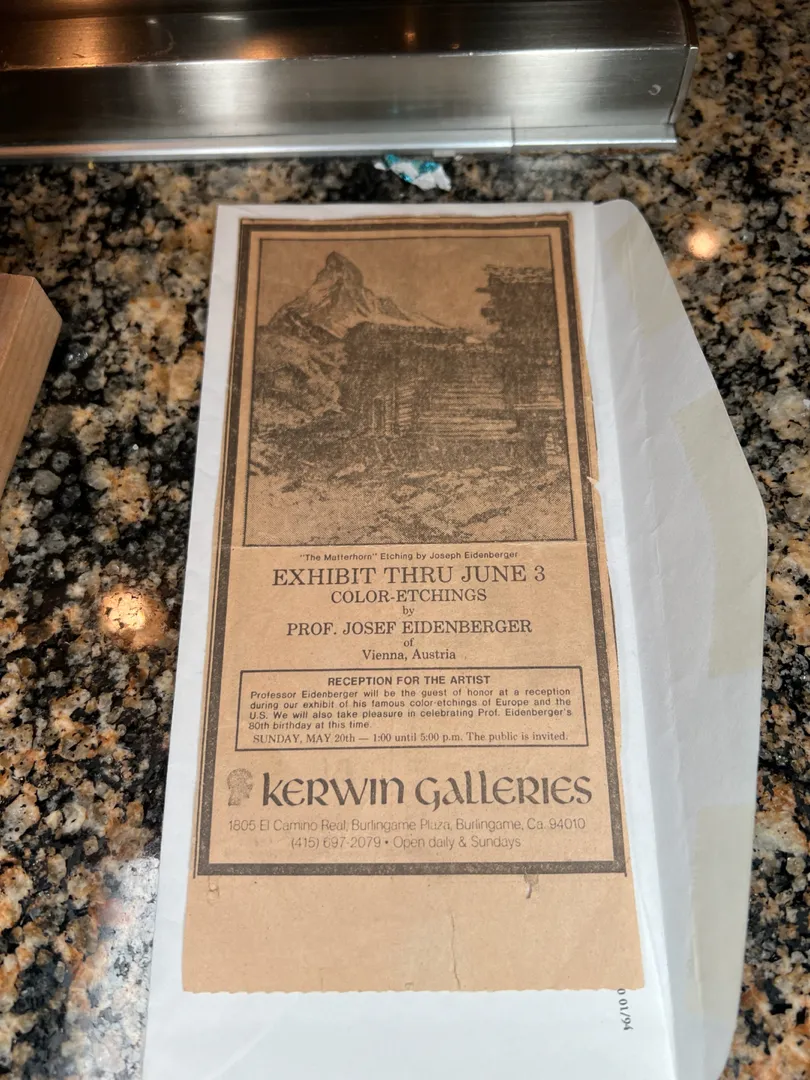 "The Matterhorn" Etching by Joseph Eidenberger
EXHIBIT THRU JUNE 3
COLOR-ETCHINGS
by
PROF. JOSEF EIDENBERGER
of
Vienna, Austria
RECEPTION FOR THE ARTIST
Professor Eidenberger will be the guest of honor at a reception
during our exhibit of his famous color-etchings of Europe and the
U.S. We will also take pleasure in celebrating Prof. Eidenberger's
80th birthday at this time.
SUNDAY, MAY 20th — 1:00 until 5:00 p.m. The public is invited.
KERWIN GALLERIES
1805 El Camino Real, Burlingame Plaza, Burlingame, Ca. 94010
(415) 697-2079 • Open daily & Sundays
01/94